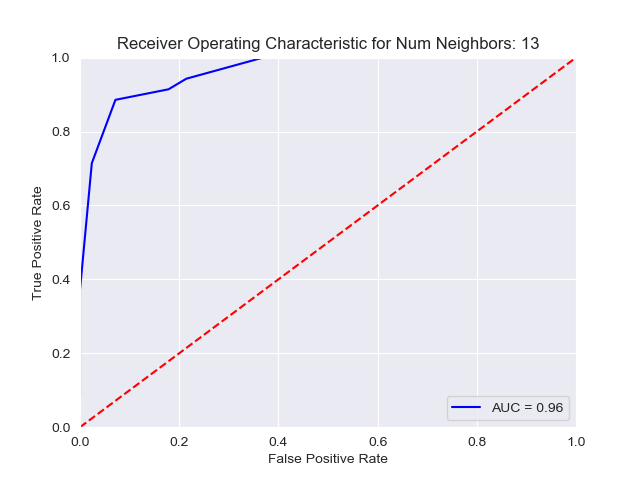 Receiver Operating Characteristic for Num Neighbors: 13
1.0
0.8
0.6
0.4
0.2
0.0
True Positive Rate
AUC = 0.96
0.0 0.2 0.4 0.6 0.8 1.0
False Positive Rate